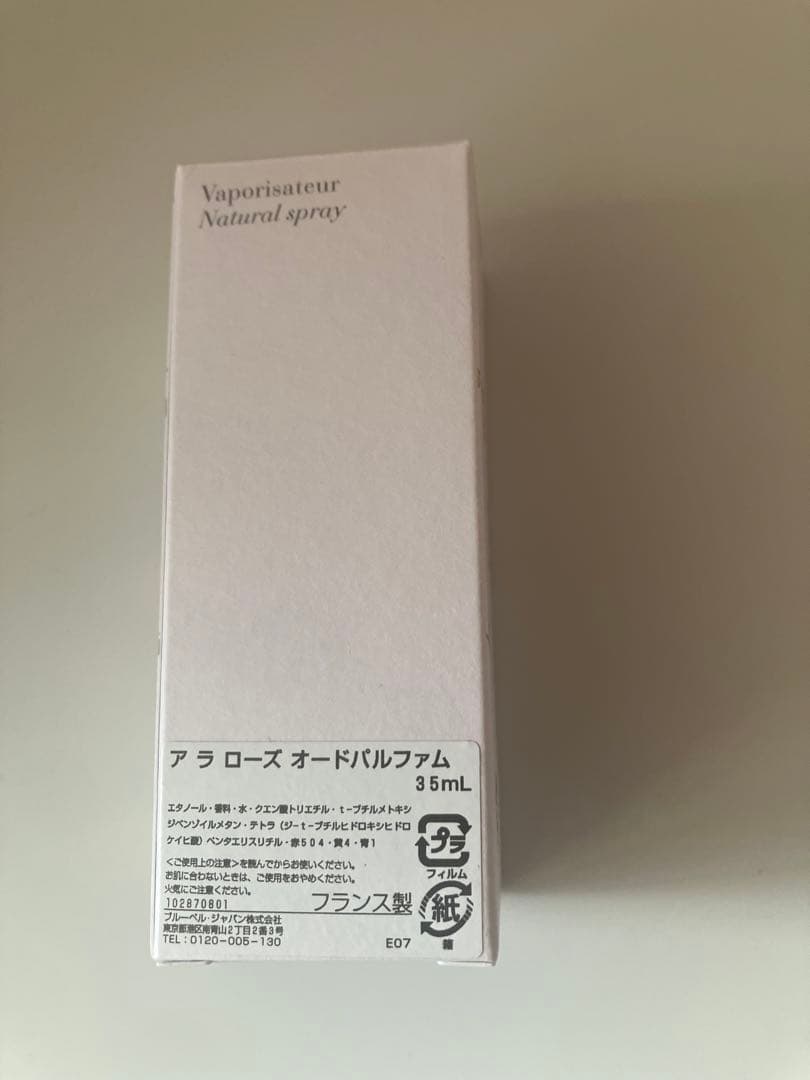 Vaporisateur
Natural spray
ア ラ ローズ オードパルファム
35mL
エタノール・香料・水・クエン酸トリエチル・t-ブチルメトキシ
ジベンゾイルメタン・テトラ（ジ-t-ブチルヒドロキシヒドロ
ケイヒ酸）ペンタエリスリチル・赤504・黄4・青1
プラ
フィルム
<ご使用上の注意>を読んでからお使いください。
お肌に合わないときは、ご使用をおやめください。
火気にご注意ください。
102870801
フランス製
紙
箱
ブルーベル・ジャパン株式会社
東京都港区南青山2丁目2番3号
TEL：0120-005-130
E07